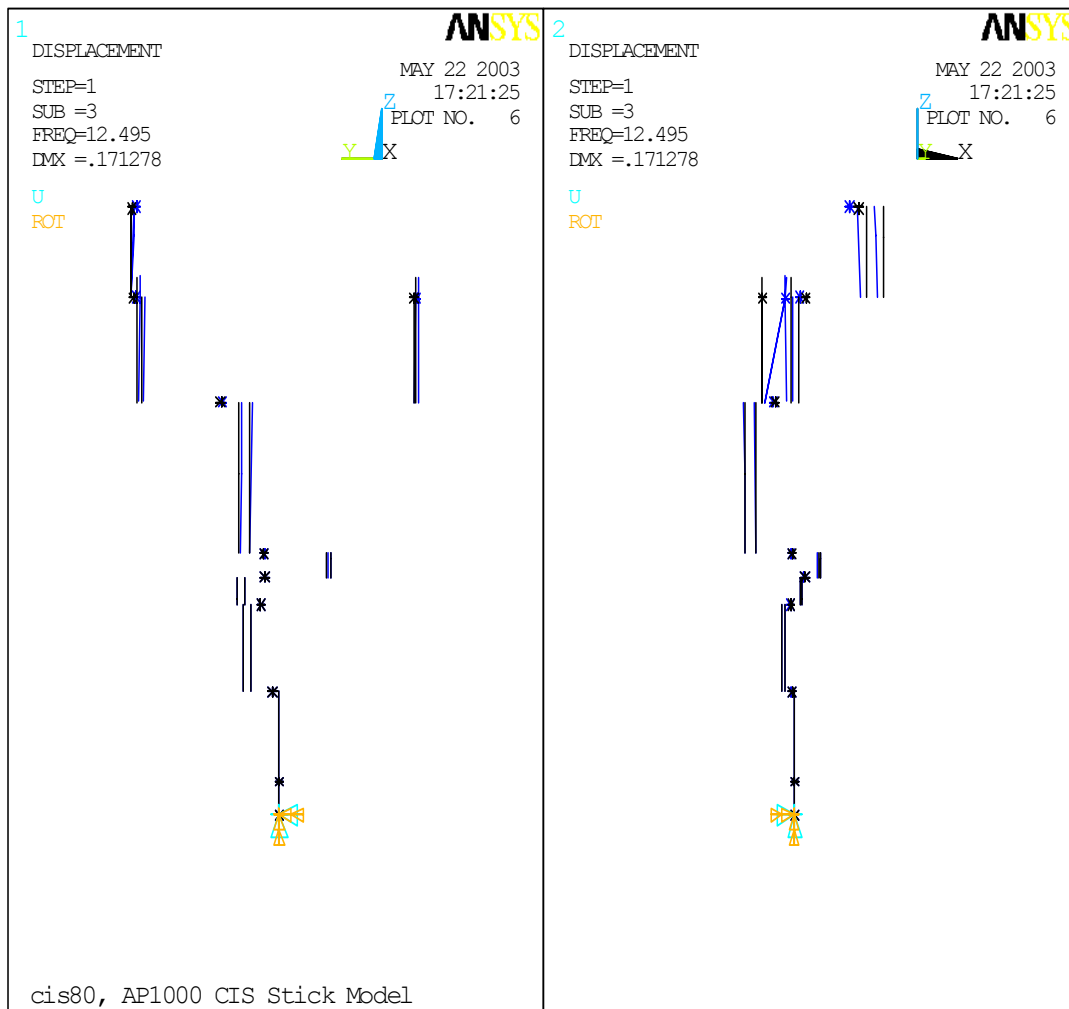 1
ANSYS
DISPLACEMENT
STEP=1
SUB =3
FREQ=12.495
DMX =.171278
U
ROT
MAY 22 2003
17:21:25
PLOT NO. 6
Z
Y
X
cis80, AP1000 CIS Stick Model
2
ANSYS
DISPLACEMENT
STEP=1
SUB =3
FREQ=12.495
DMX =.171278
U
ROT
MAY 22 2003
17:21:25
PLOT NO. 6
Z
Y
X